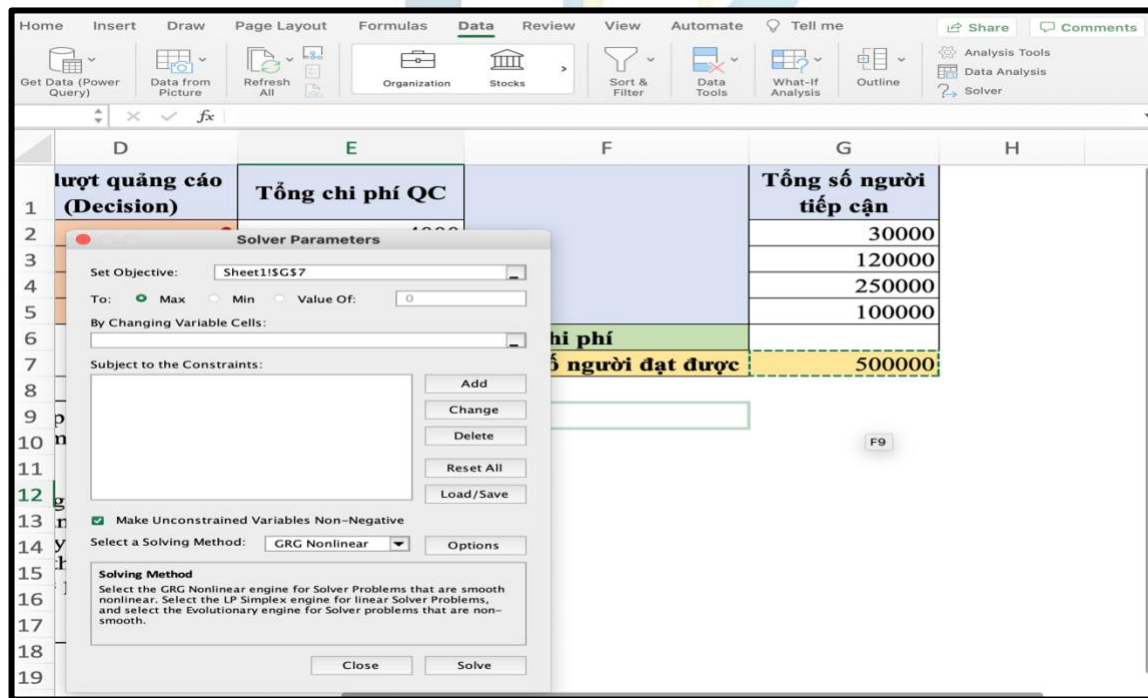 Home Insert Draw Page Layout Formulas Data Review View Automate Tell me Share Comments
Get Data (Power Query)
Data from Picture
Refresh All
Organization
Stocks
Sort & Filter
Data Tools
What-If Analysis
Outline
Analysis Tools
Data Analysis
Solver
fx
D E F G H
1 lượt quảng cáo (Decision) Tổng chi phí QC Tổng số người tiếp cận
2 30000
3 120000
4 250000
5 100000
6 hi phí
7 ố người đạt được 500000
8
9 p
10 n
11
12 g
13
14 y
15
16
17
18
19
F9
Solver Parameters
Set Objective: Sheet1!$G$7
To: Max Min Value Of: 0
By Changing Variable Cells:
Subject to the Constraints:
Add
Change
Delete
Reset All
Load/Save
Make Unconstrained Variables Non-Negative
Select a Solving Method: GRG Nonlinear Options
Solving Method
Select the GRG Nonlinear engine for Solver Problems that are smooth
nonlinear. Select the LP Simplex engine for linear Solver Problems,
and select the Evolutionary engine for Solver problems that are non-
smooth.
Close Solve